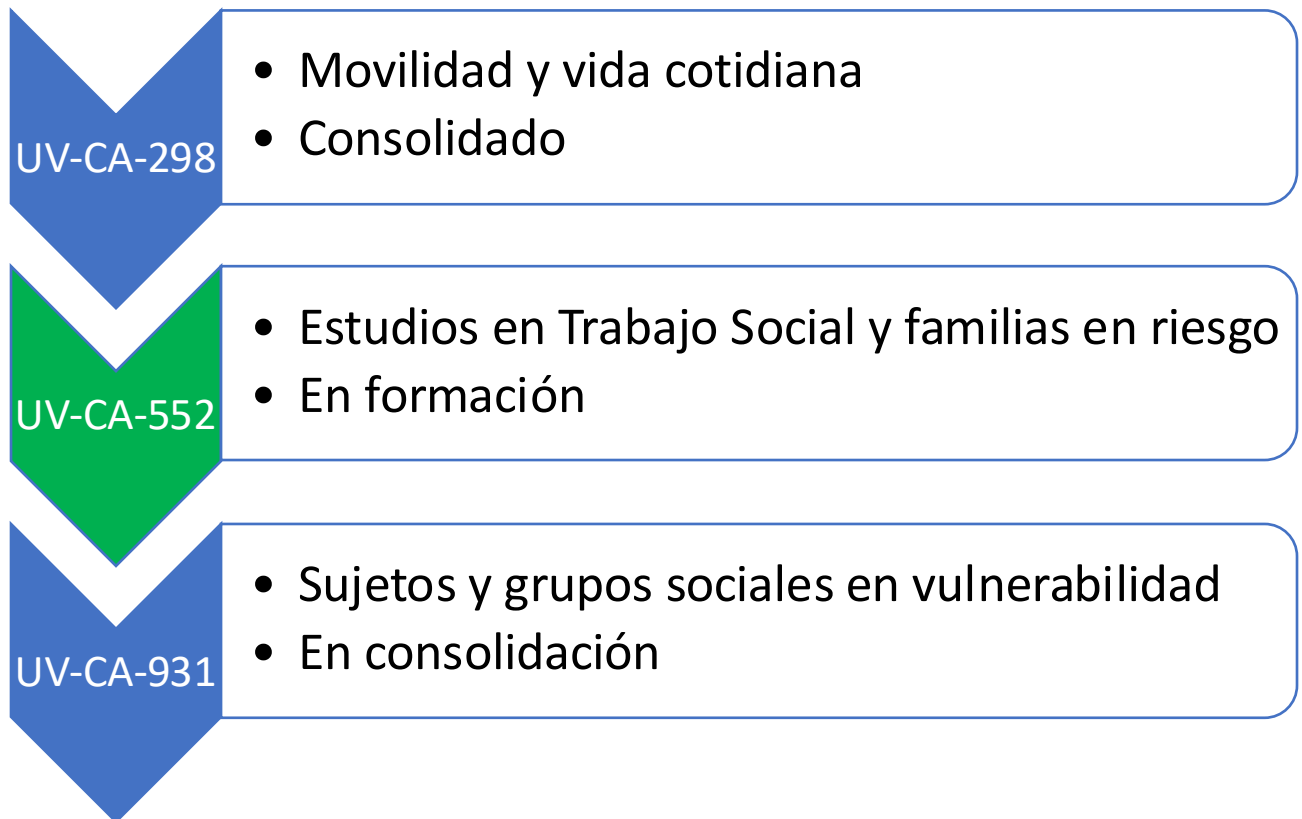 UV-CA-298
• Movilidad y vida cotidiana
• Consolidado
UV-CA-552
• Estudios en Trabajo Social y familias en riesgo
• En formación
UV-CA-931
• Sujetos y grupos sociales en vulnerabilidad
• En consolidación